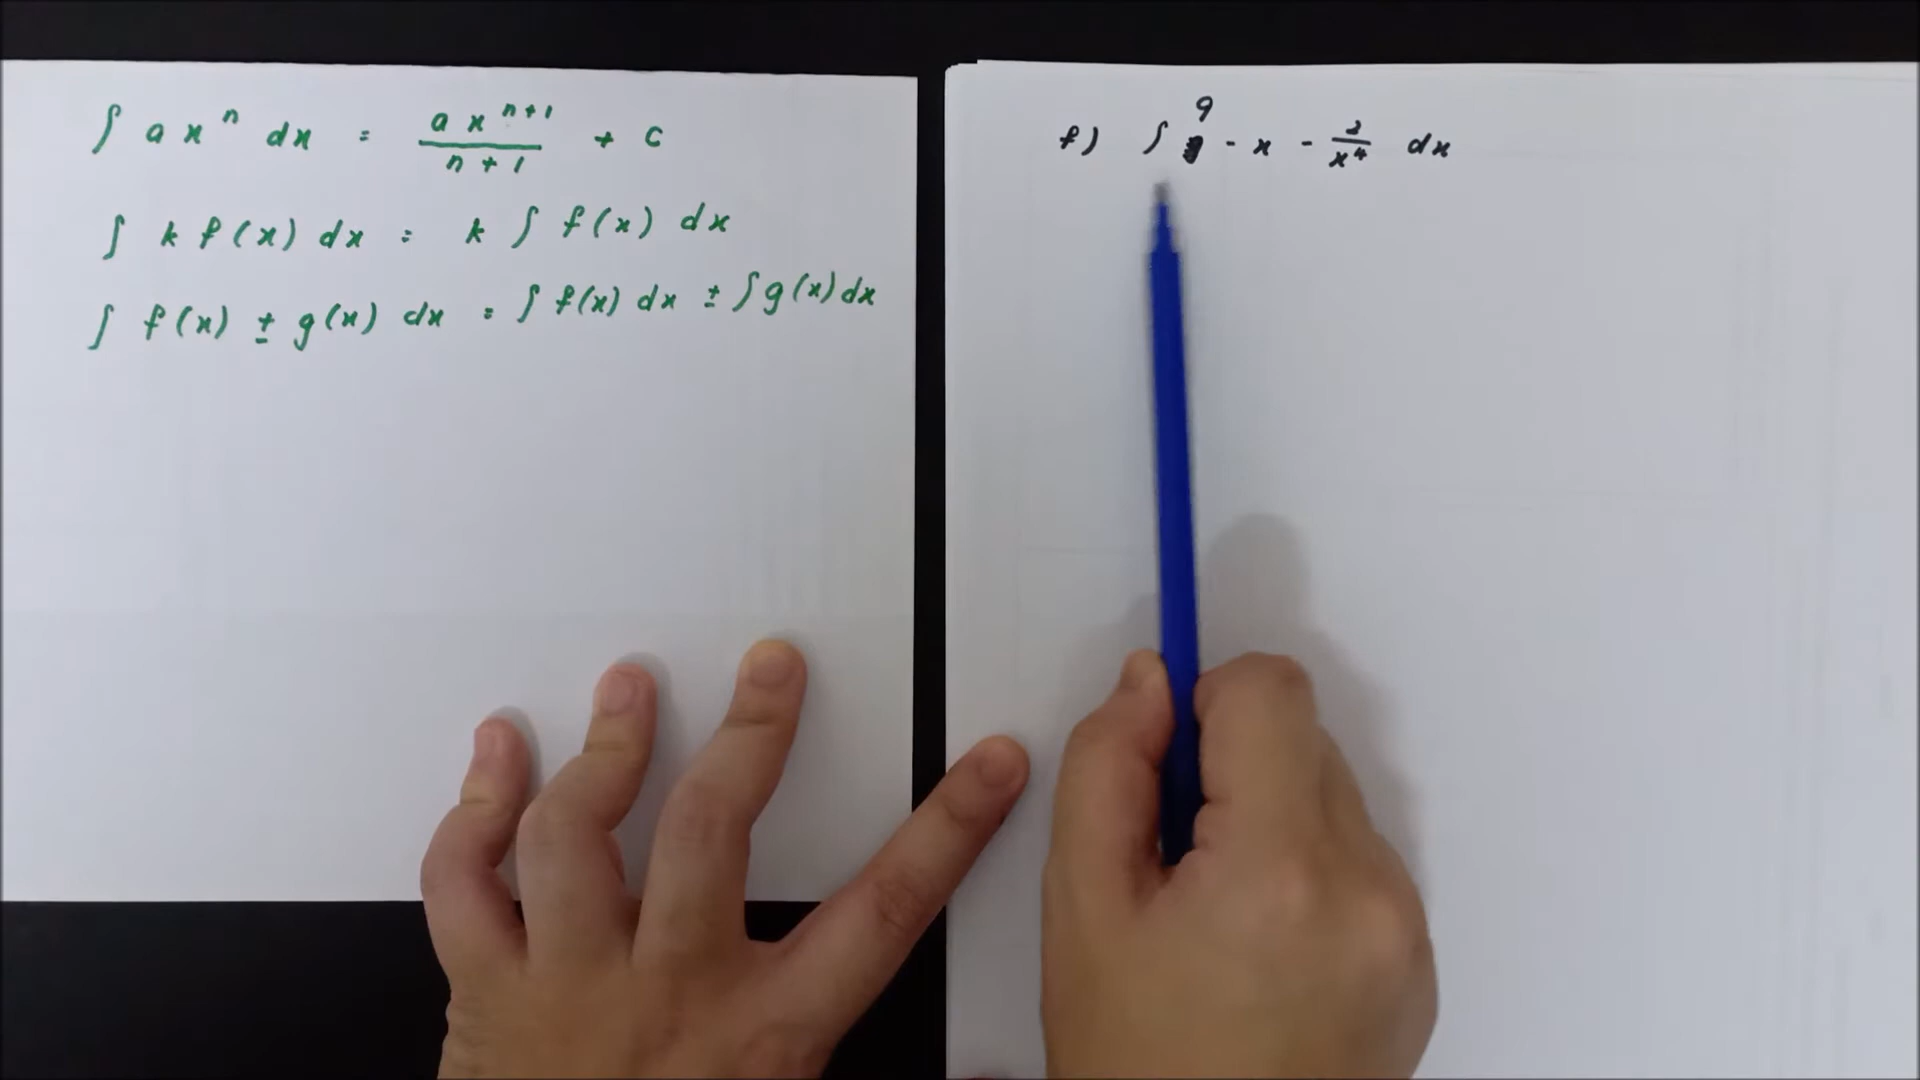 ∫ a xⁿ dx = a xⁿ⁺¹ / n + 1 + c
∫ k f(x) dx = k ∫ f(x) dx
∫ f(x) ± g(x) dx = ∫ f(x) dx ± ∫ g(x) dx
f) ∫ 9 - x - 2/x⁴ dx